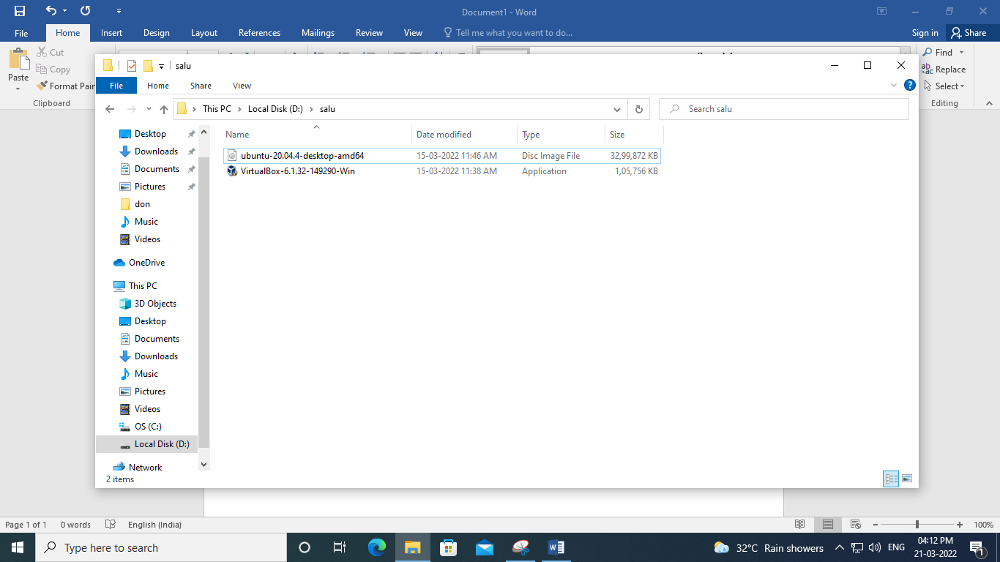 Document1 - Word
File Home Insert Design Layout References Mailings Review View Tell me what you want to do... Sign in Share
Cut
Copy
Format Pain
Paste
Clipboard
Find
Replace
Select
Editing
salu
File Home Share View
This PC Local Disk (D:) salu
Search salu
Desktop
Downloads
Documents
Pictures
don
Music
Videos
OneDrive
This PC
3D Objects
Desktop
Documents
Downloads
Music
Pictures
Videos
OS (C:)
Local Disk (D:)
Network
Name Date modified Type Size
ubuntu-20.04.4-desktop-amd64 15-03-2022 11:46 AM Disc Image File 32,99,872 KB
VirtualBox-6.1.32-149290-Win 15-03-2022 11:38 AM Application 1,05,756 KB
2 items
Page 1 of 1 0 words English (India) 100%
Type here to search
32°C Rain showers ENG
04:12 PM
21-03-2022
1